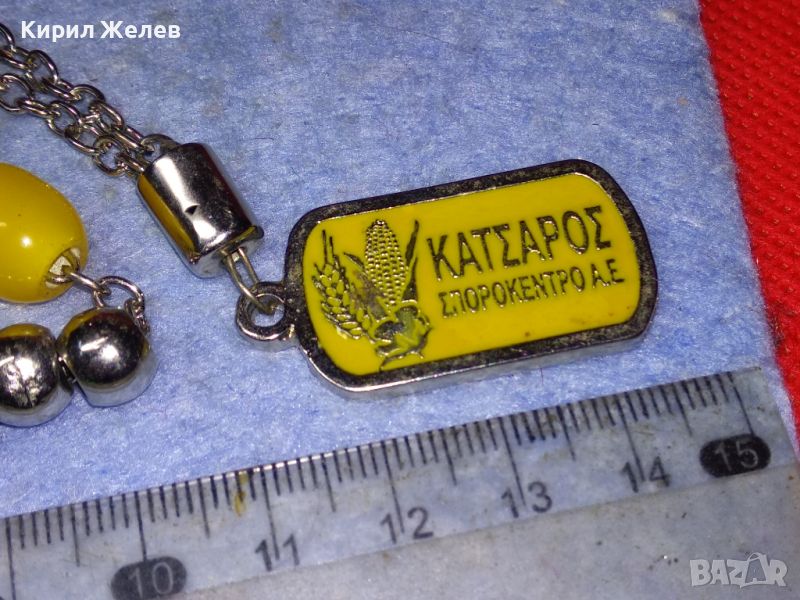 Кирил Желев
ΚΑΤΣΑΡΟΣ
ΣΠΟΡΟΚΕΝΤΡΟ Α.Ε
10 11 12 13 14 15
BAZAR